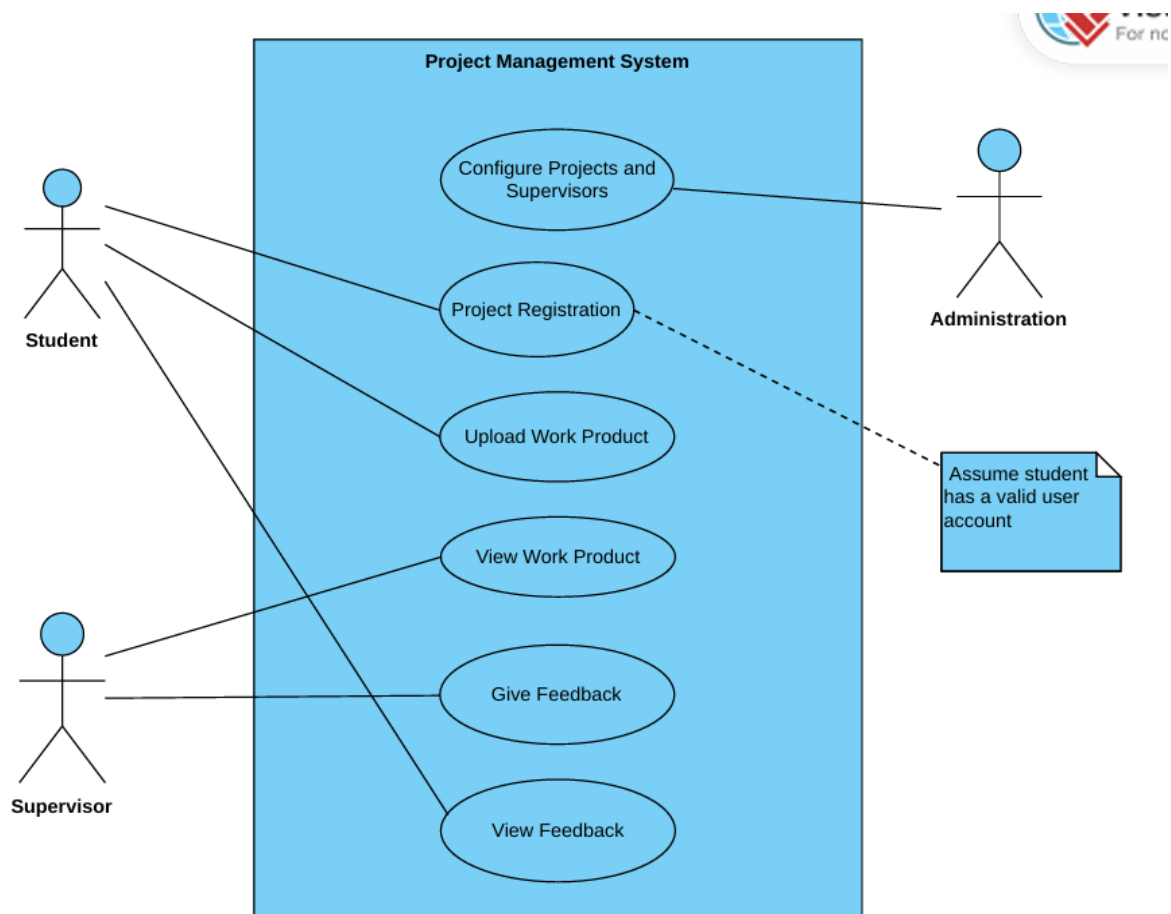 For no
Project Management System
Configure Projects and
Supervisors
Student
Administration
Project Registration
Upload Work Product
Assume student
has a valid user
account
View Work Product
Give Feedback
Supervisor
View Feedback